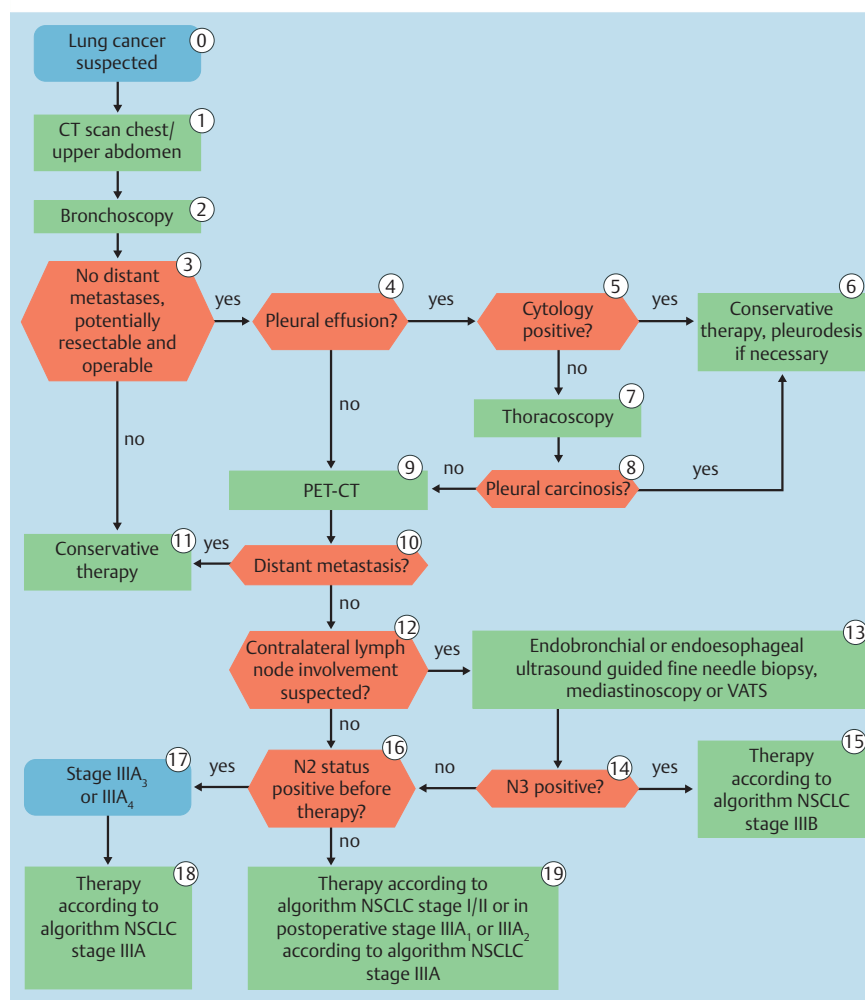 0
Lung cancer
suspected
1
CT scan chest/
upper abdomen
2
Bronchoscopy
3
No distant
metastases,
potentially
resectable and
operable
yes
no
4
Pleural effusion?
yes
no
5
Cytology
positive?
yes
no
6
Conservative
therapy, pleurodesis
if necessary
7
Thoracoscopy
8
Pleural carcinosis?
no
yes
9
PET-CT
10
Distant metastasis?
yes
no
11
Conservative
therapy
12
Contralateral lymph
node involvement
suspected?
yes
no
13
Endobronchial or endoesophageal
ultrasound guided fine needle biopsy,
mediastinoscopy or VATS
14
N3 positive?
no
yes
15
Therapy
according to
algorithm NSCLC
stage IIIB
16
N2 status
positive before
therapy?
yes
no
17
Stage IIIA₃
or IIIA₄
18
Therapy
according to
algorithm NSCLC
stage IIIA
19
Therapy according to
algorithm NSCLC stage I/II or in
postoperative stage IIIA₁ or IIIA₂
according to algorithm NSCLC
stage IIIA